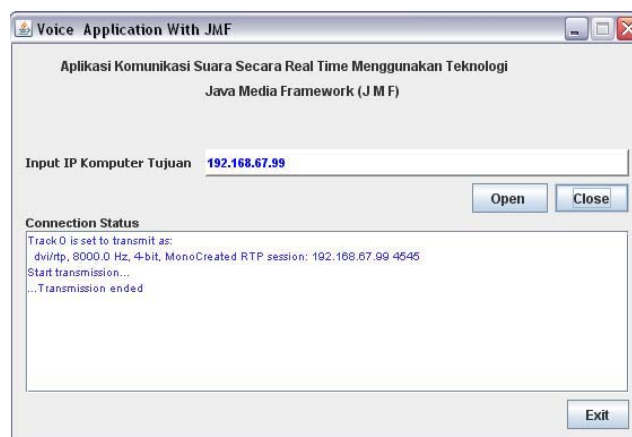 Voice Application With JMF
Aplikasi Komunikasi Suara Secara Real Time Menggunakan Teknologi
Java Media Framework (J M F)
Input IP Komputer Tujuan 192.168.67.99
Open Close
Connection Status
Track 0 is set to transmit as:
dvi/rtp, 8000.0 Hz, 4-bit, MonoCreated RTP session: 192.168.67.99 4545
Start transmission...
...Transmission ended
Exit